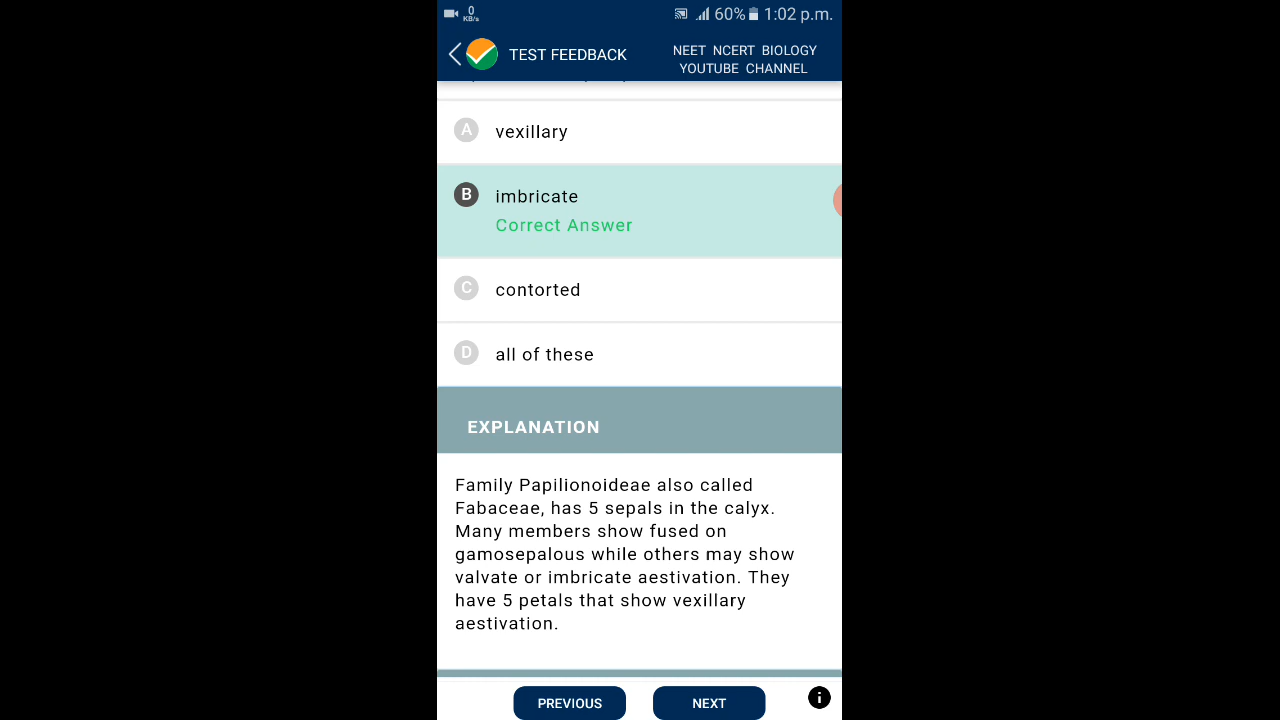 0
KB/s
60% 1:02 p.m.
TEST FEEDBACK
NEET NCERT BIOLOGY
YOUTUBE CHANNEL
A vexillary
B imbricate
Correct Answer
C contorted
D all of these
EXPLANATION
Family Papilionoideae also called
Fabaceae, has 5 sepals in the calyx.
Many members show fused on
gamosepalous while others may show
valvate or imbricate aestivation. They
have 5 petals that show vexillary
aestivation.
PREVIOUS
NEXT
i